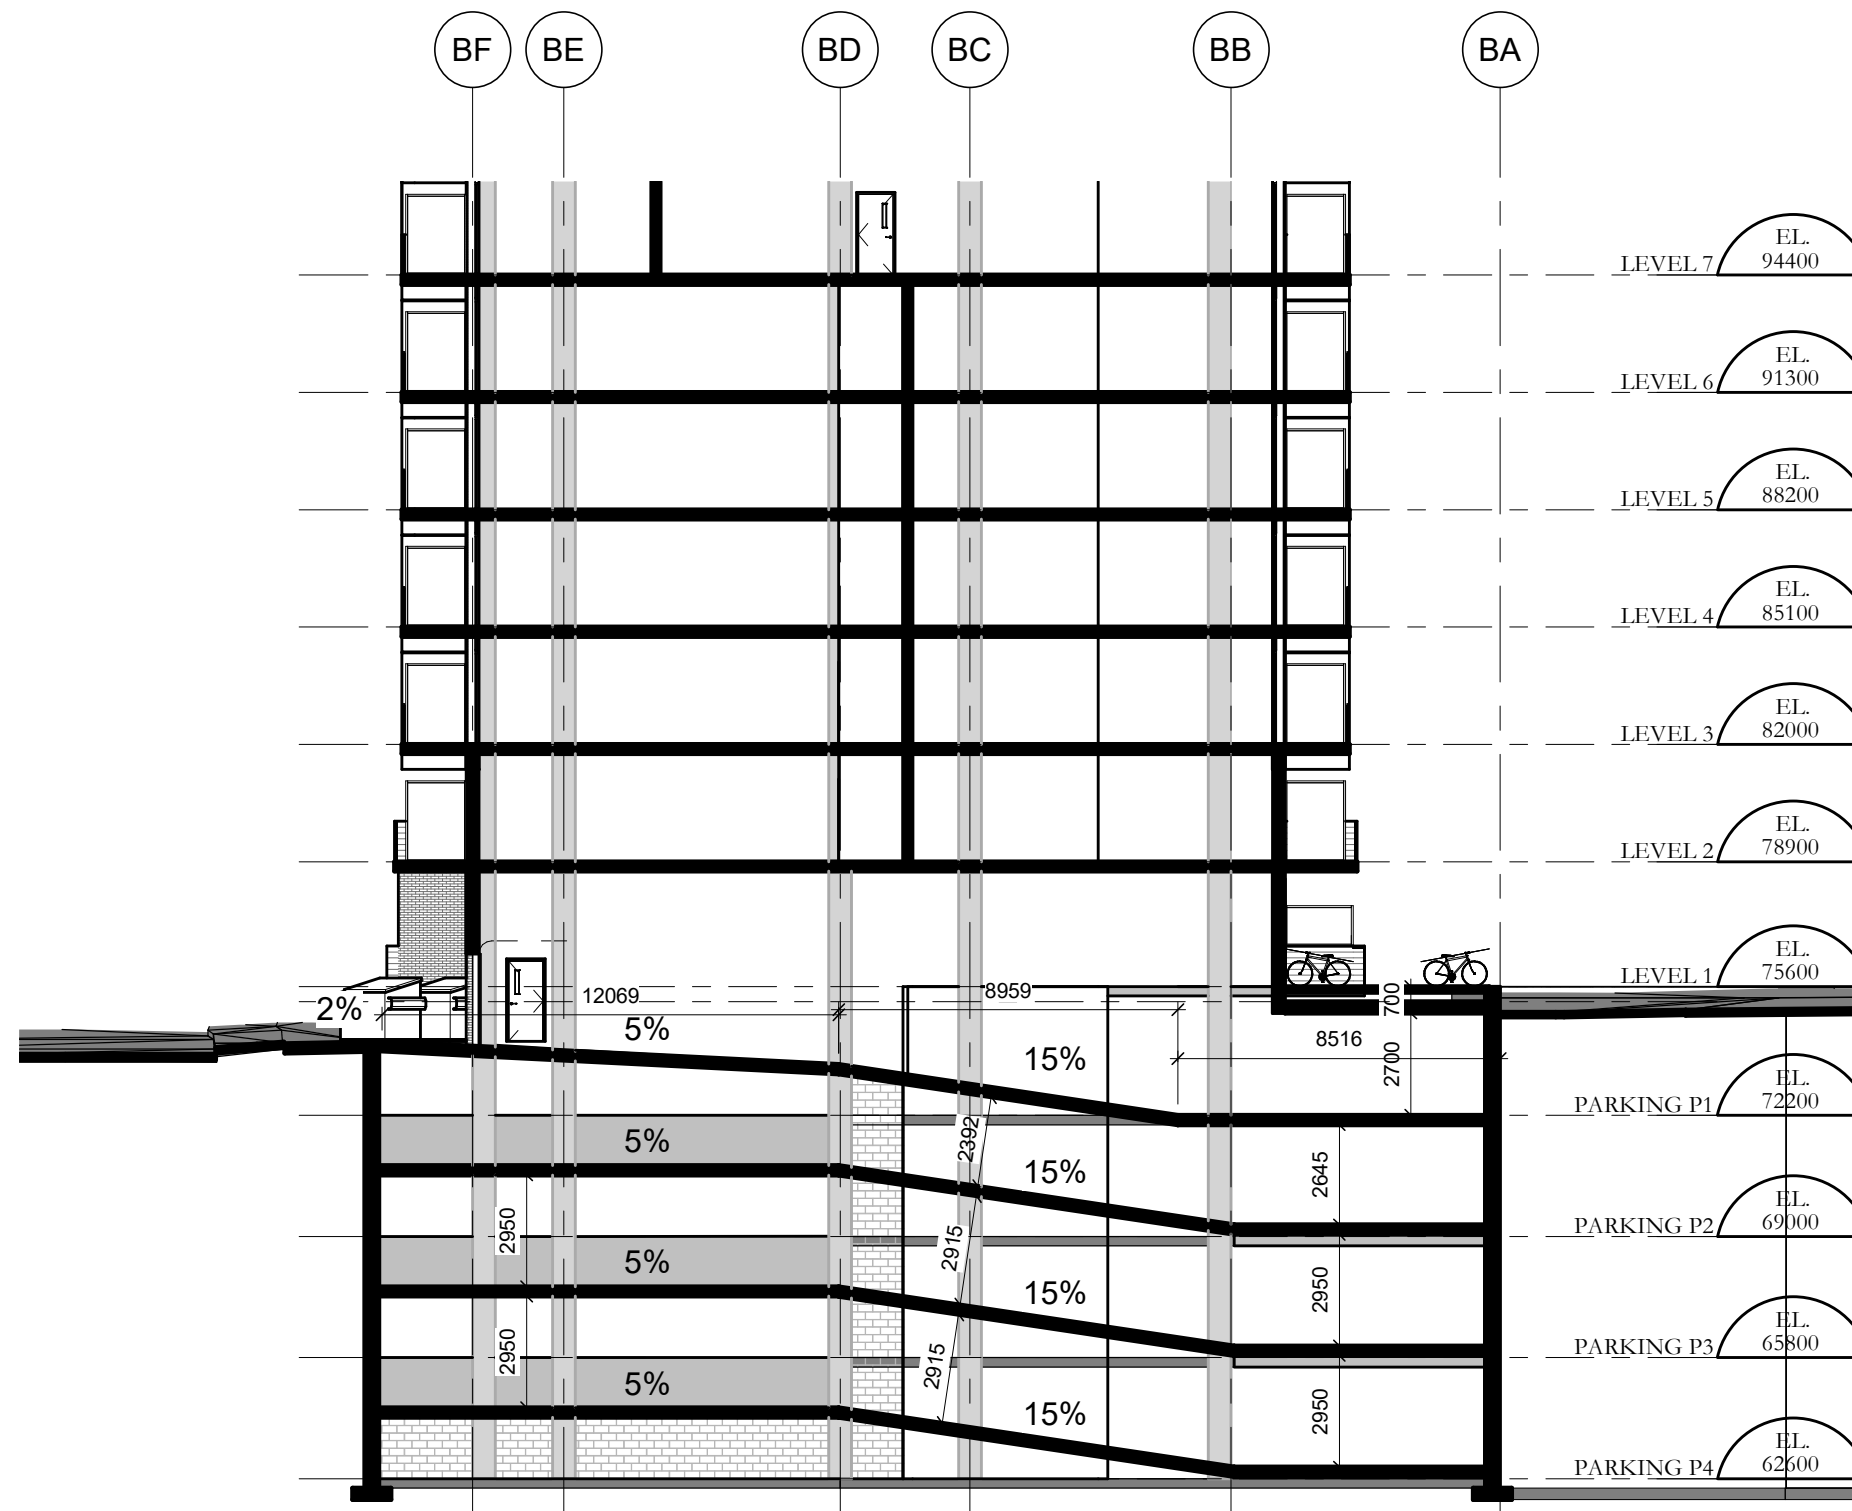 BF BE BD BC BB BA
EL.
94400
LEVEL 7
EL.
91300
LEVEL 6
EL.
88200
LEVEL 5
EL.
85100
LEVEL 4
EL.
82000
LEVEL 3
EL.
78900
LEVEL 2
EL.
75600
LEVEL 1
2%
12069
8959
700
5%
15%
8516
2700
EL.
72200
PARKING P1
5%
2392
15%
2645
EL.
69000
PARKING P2
2950
5%
2915
15%
2950
EL.
65800
PARKING P3
2950
5%
2915
15%
2950
EL.
62600
PARKING P4